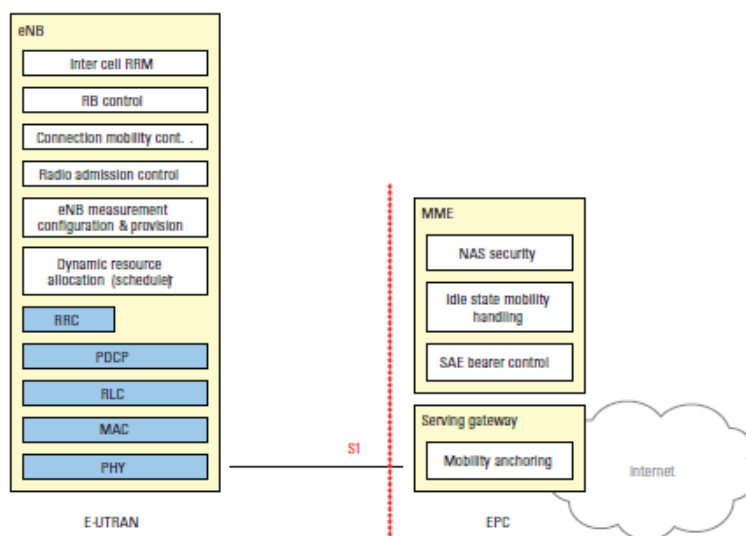 eNB
Inter cell RRM
RB control
Connection mobility cont. .
Radio admission control
eNB measurement
configuration & provision
Dynamic resource
allocation (scheduler)
RRC
PDCP
RLC
MAC
PHY
E-UTRAN
S1
MME
NAS security
Idle state mobility
handling
SAE bearer control
Serving gateway
Mobility anchoring
EPC
Internet